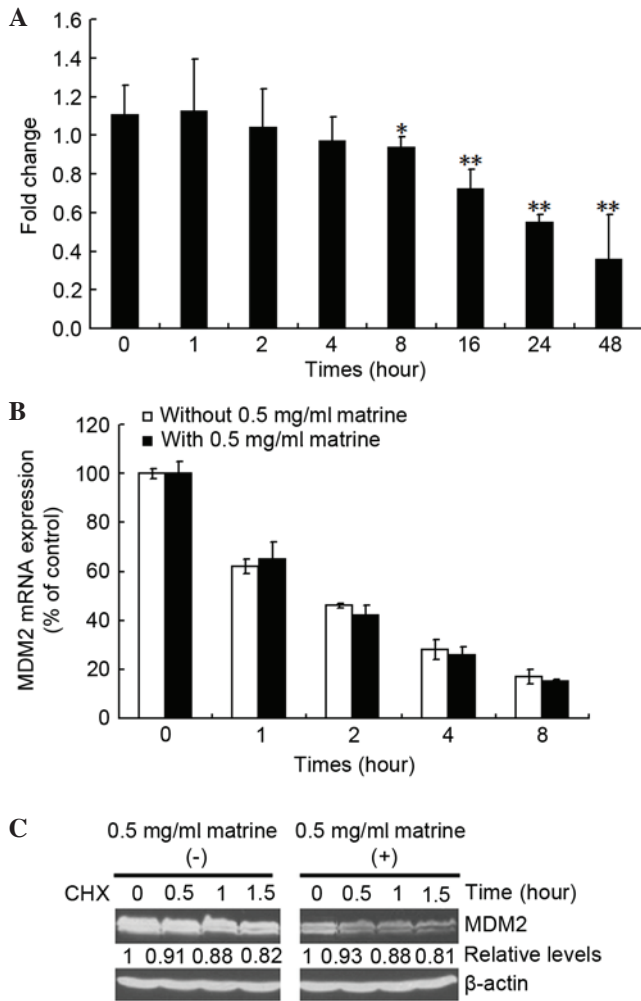 A
Fold change
1.6
1.4
1.2
1.0
0.8
0.6
0.4
0.2
0.0
* ** ** **
0 1 2 4 8 16 24 48
Times (hour)
B
Without 0.5 mg/ml matrine
With 0.5 mg/ml matrine
MDM2 mRNA expression
(% of control)
120
100
80
60
40
20
0
0 1 2 4 8
Times (hour)
C
0.5 mg/ml matrine 0.5 mg/ml matrine
(-) (+)
CHX 0 0.5 1 1.5 0 0.5 1 1.5 Time (hour)
MDM2
1 0.91 0.88 0.82 1 0.93 0.88 0.81 Relative levels
β-actin